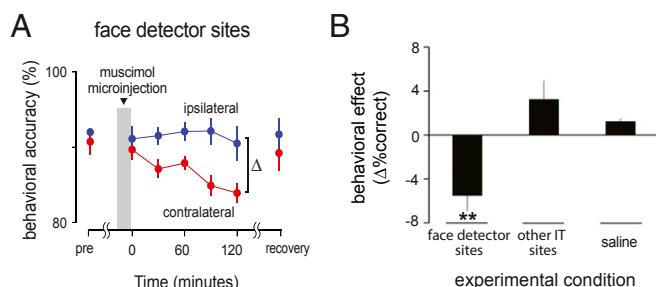 A
face detector sites
behavioral accuracy (%)
100
80
muscimol
microinjection
ipsilateral
Δ
contralateral
pre
0
60
120
recovery
Time (minutes)
B
behavioral effect
(Δ%correct)
8
4
0
-4
-8
**
face detector
sites
other IT
sites
saline
experimental condition